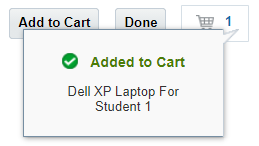 Add to Cart Done 1
Added to Cart
Dell XP Laptop For
Student 1